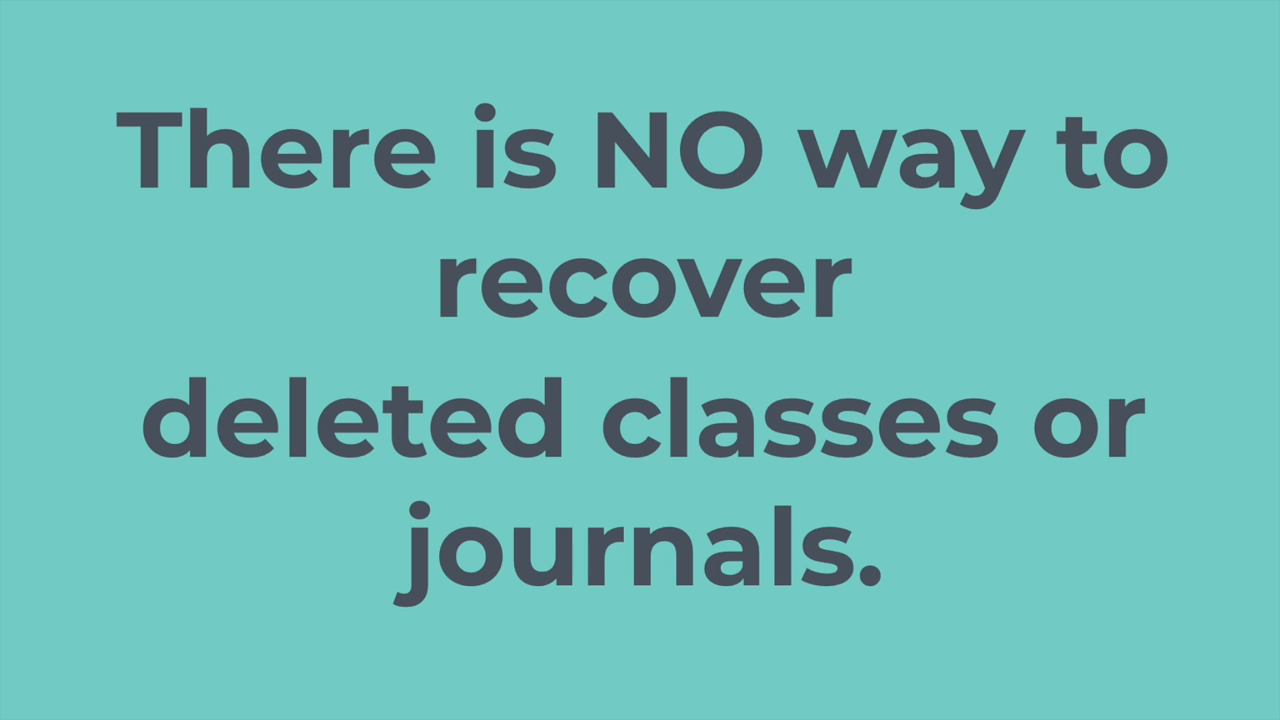 There is NO way to
recover
deleted classes or
journals.